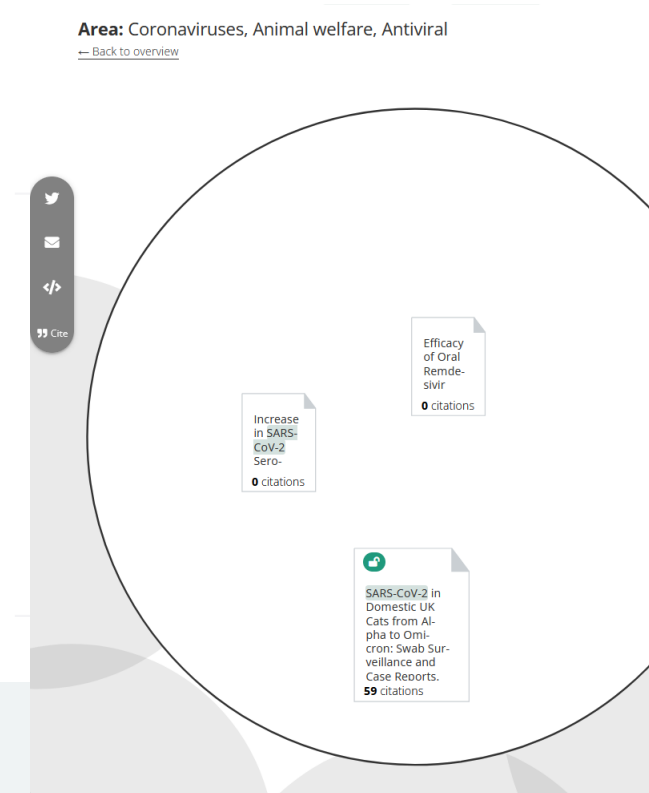 Area: Coronaviruses, Animal welfare, Antiviral
← Back to overview
Cite
Efficacy
of Oral
Remde-
sivir
0 citations
Increase
in SARS-
CoV-2
Sero-
0 citations
SARS-CoV-2 in
Domestic UK
Cats from Al-
pha to Omi-
cron: Swab Sur-
veillance and
Case Reports.
59 citations